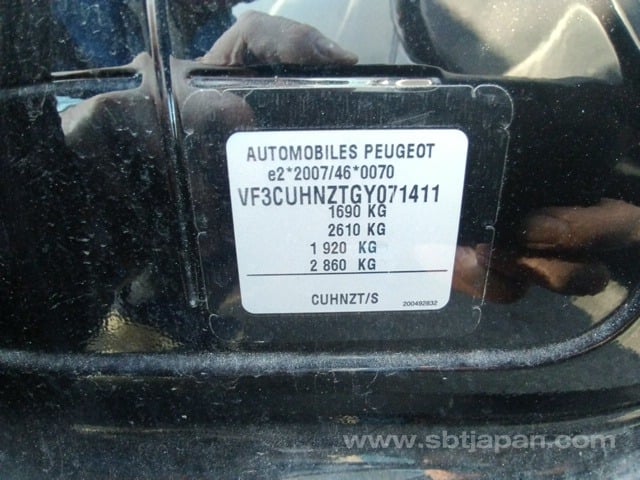 AUTOMOBILES PEUGEOT
e2*2007/46*0070
VF3CUHNZTGY071411
1690 KG
2610 KG
1 920 KG
2 860 KG
CUHNZT/S
200492832
www.sbtjapan.com